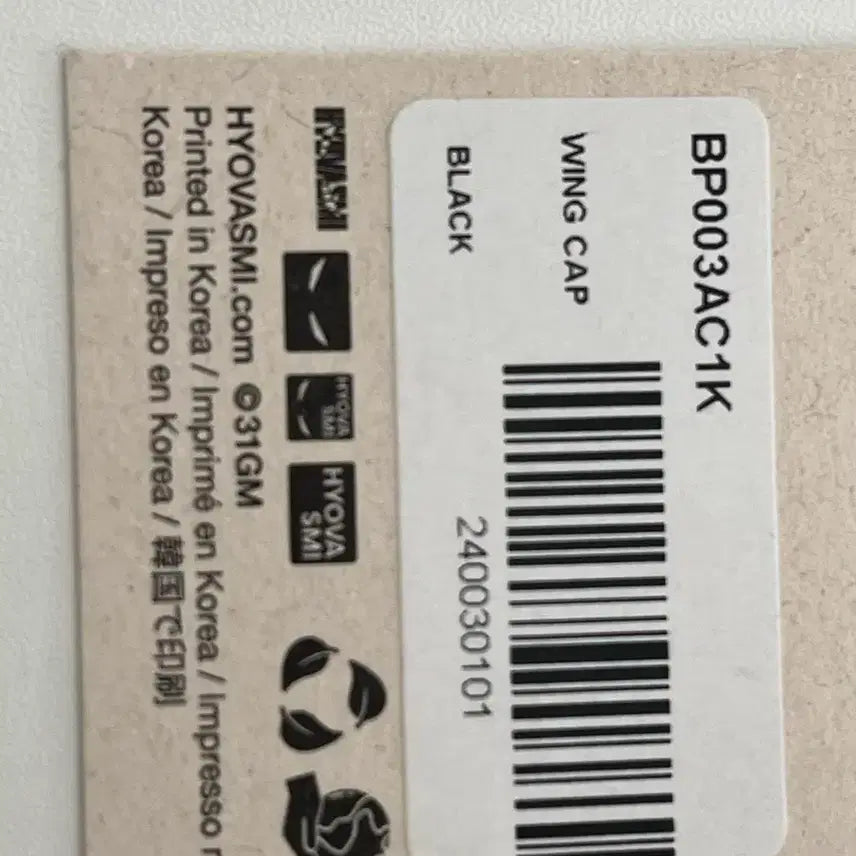 BP003AC1K
WING CAP
BLACK
240030101
HYOVASMI
HYOVA
SMI
HYOVA
SMI
HYOVASMI.com ©31GM
Printed in Korea / Imprimé en Korea / Impresso
Korea / Impreso en Korea / 韓国で印刷